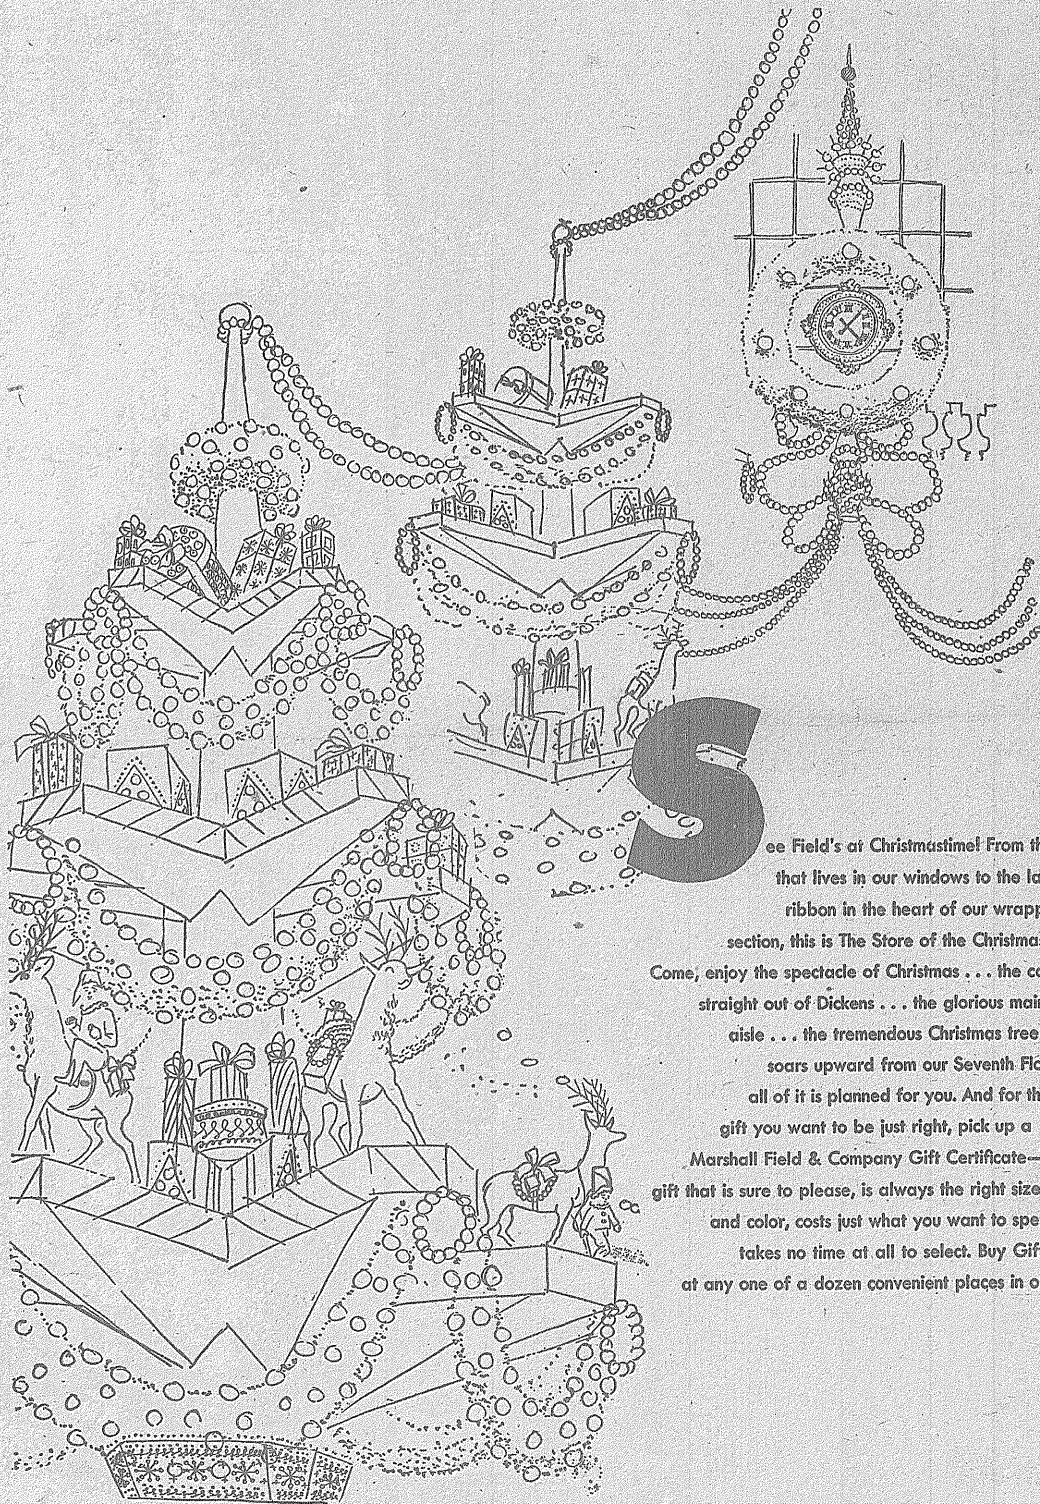 See Field's at Christmastime! From th
that lives in our windows to the la
ribbon in the heart of our wrapp
section, this is The Store of the Christma
Come, enjoy the spectacle of Christmas . . . the co
straight out of Dickens . . . the glorious mai
aisle . . . the tremendous Christmas tree
soars upward from our Seventh Flo
all of it is planned for you. And for th
gift you want to be just right, pick up a
Marshall Field & Company Gift Certificate—
gift that is sure to please, is always the right size
and color, costs just what you want to spe
takes no time at all to select. Buy Gif
at any one of a dozen convenient places in o